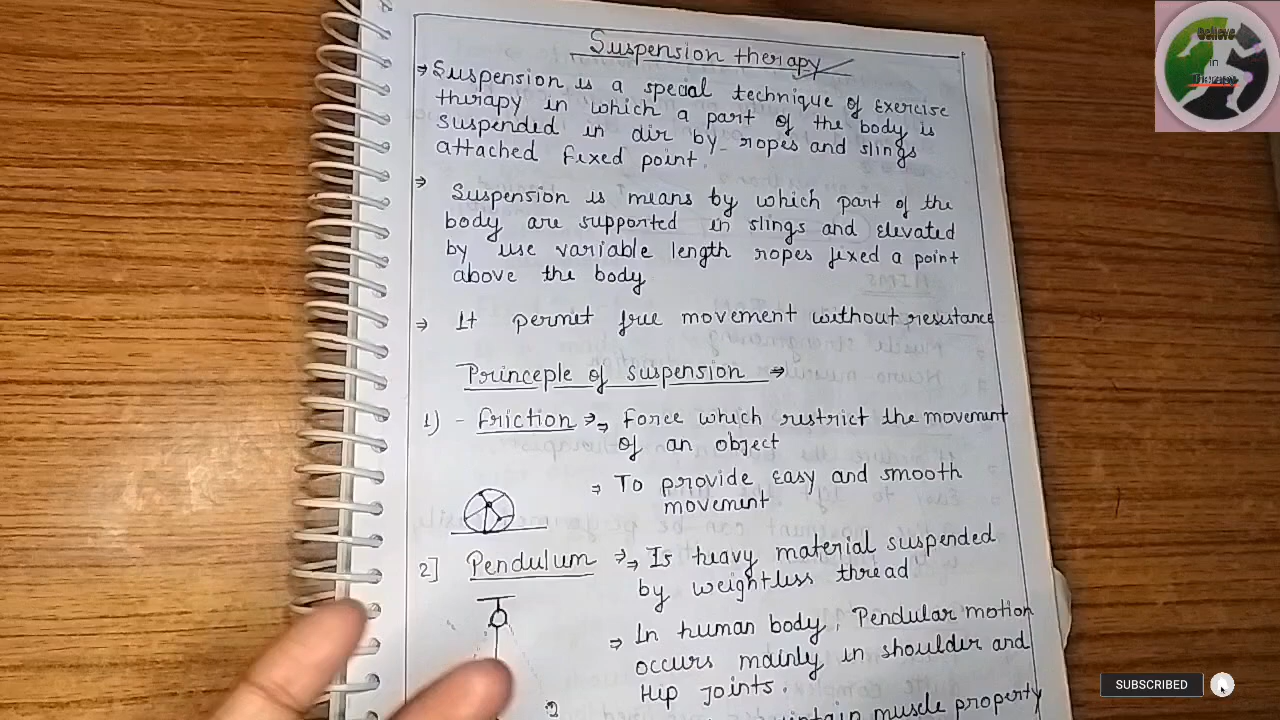 Suspension therapy
⇒ Suspension is a special technique of Exercise
therapy in which a part of the body is
suspended in air by ropes and slings
attached fixed point.
⇒ Suspension is means by which part of the
body are supported in slings and elevated
by use variable length ropes fixed a point
above the body
⇒ It permit free movement without resistance
Princeple of suspension ⇒
1) - Friction ⇒⇒ Force which restrict the movement
of an object
⇒ To provide easy and smooth
movement
2] Pendulum ⇒⇒ Is heavy material suspended
by weightless thread
⇒ In human body, Pendular motion
occurs mainly in shoulder and
Hip Joints.
muscle property
Believe
in
SUBSCRIBED